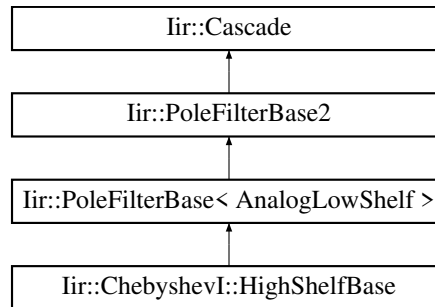 Iir::Cascade
Iir::PoleFilterBase2
Iir::PoleFilterBase< AnalogLowShelf >
Iir::ChebyshevI::HighShelfBase